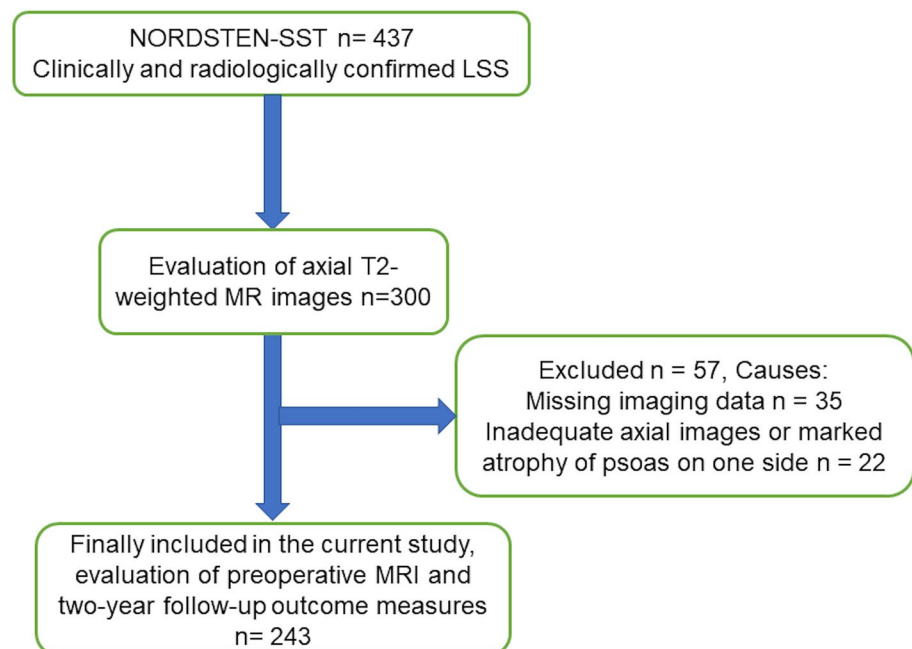 NORDSTEN-SST n= 437
Clinically and radiologically confirmed LSS
Evaluation of axial T2-
weighted MR images n=300
Excluded n = 57, Causes:
Missing imaging data n = 35
Inadequate axial images or marked
atrophy of psoas on one side n = 22
Finally included in the current study,
evaluation of preoperative MRI and
two-year follow-up outcome measures
n= 243